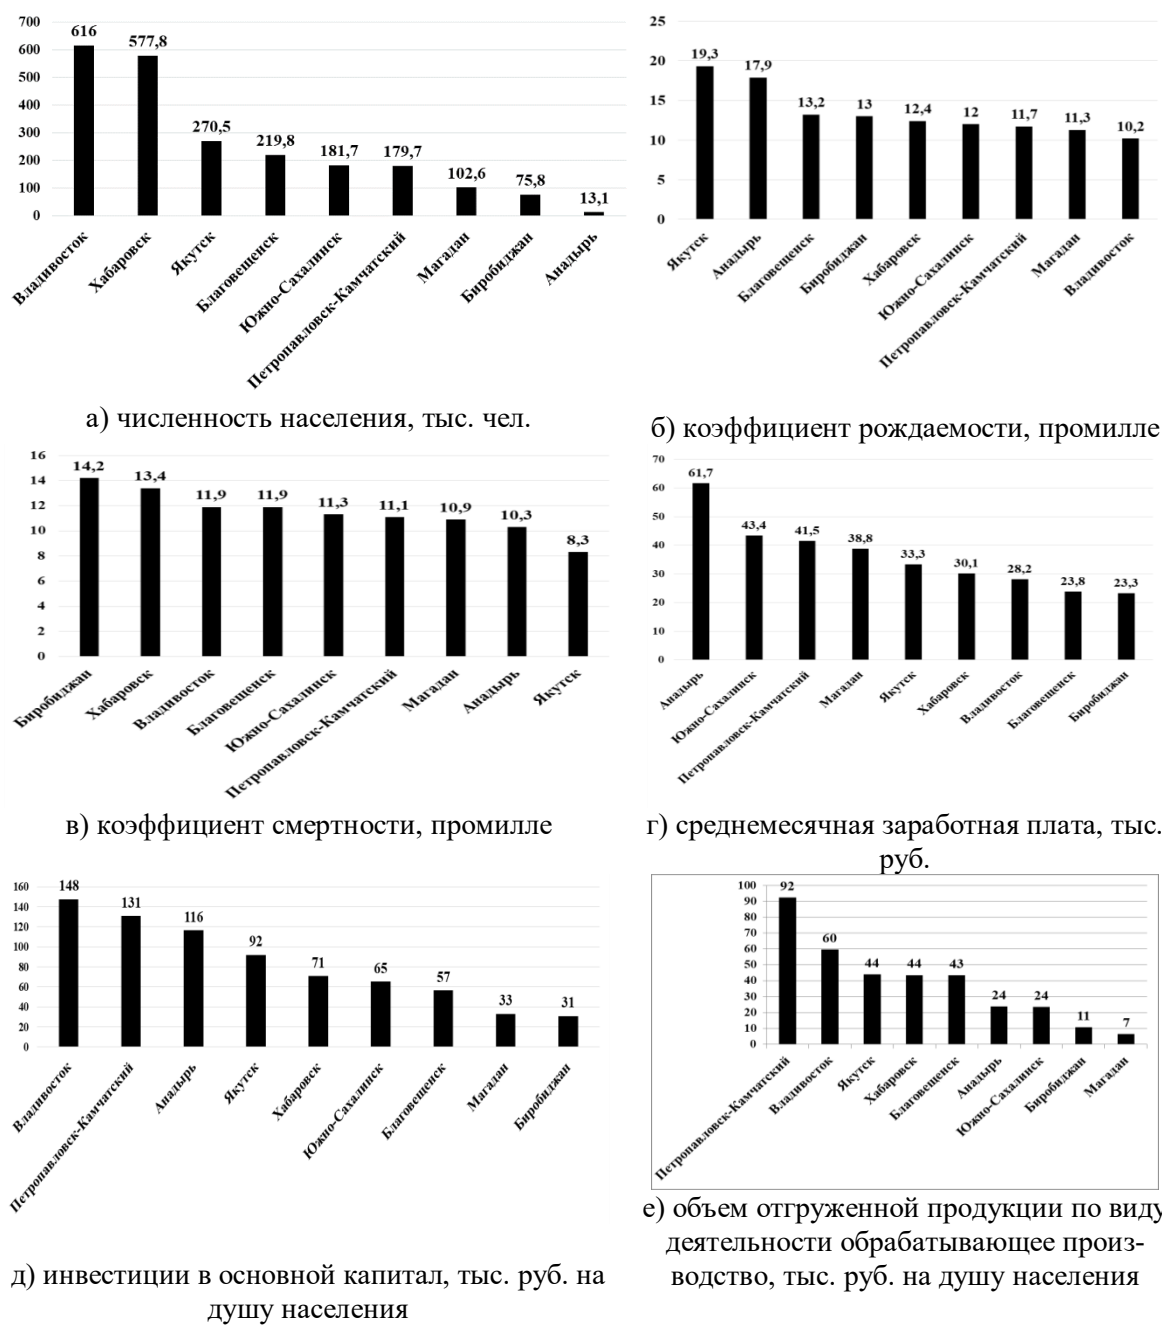 700
600
500
400
300
200
100
0
616
577,8
270,5
219,8
181,7
179,7
102,6
75,8
13,1
Владивосток
Хабаровск
Якутск
Благовещенск
Южно-Сахалинск
Петропавловск-Камчатский
Магадан
Биробиджан
Анадырь
а) численность населения, тыс. чел.
25
20
15
10
5
0
19,3
17,9
13,2
13
12,4
12
11,7
11,3
10,2
Якутск
Анадырь
Благовещенск
Биробиджан
Хабаровск
Южно-Сахалинск
Петропавловск-Камчатский
Магадан
Владивосток
б) коэффициент рождаемости, промилле
16
14
12
10
8
6
4
2
0
14,2
13,4
11,9
11,9
11,3
11,1
10,9
10,3
8,3
Биробиджан
Хабаровск
Владивосток
Благовещенск
Южно-Сахалинск
Петропавловск-Камчатский
Магадан
Анадырь
Якутск
в) коэффициент смертности, промилле
70
60
50
40
30
20
10
0
61,7
43,4
41,5
38,8
33,3
30,1
28,2
23,8
23,3
Анадырь
Южно-Сахалинск
Петропавловск-Камчатский
Магадан
Якутск
Хабаровск
Владивосток
Благовещенск
Биробиджан
г) среднемесячная заработная плата, тыс.
руб.
160
140
120
100
80
60
40
20
0
148
131
116
92
71
65
57
33
31
Владивосток
Петропавловск-Камчатский
Анадырь
Якутск
Хабаровск
Южно-Сахалинск
Благовещенск
Магадан
Биробиджан
д) инвестиции в основной капитал, тыс. руб. на
душу населения
100
90
80
70
60
50
40
30
20
10
0
92
60
44
44
43
24
24
11
7
Петропавловск-Камчатский
Владивосток
Якутск
Хабаровск
Благовещенск
Анадырь
Южно-Сахалинск
Биробиджан
Магадан
е) объем отгруженной продукции по виду
деятельности обрабатывающее произ-
водство, тыс. руб. на душу населения